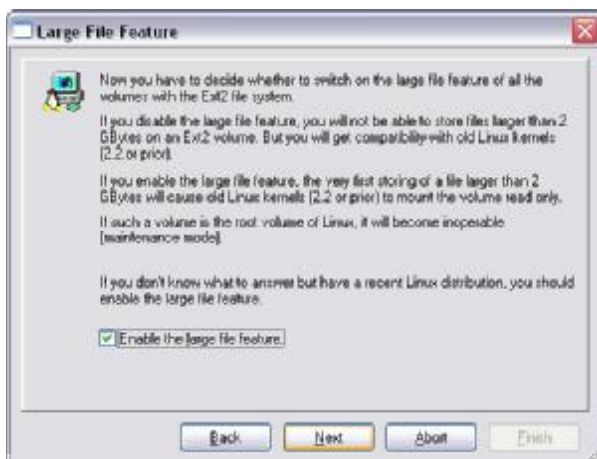 Large File Feature
Now you have to decide whether to switch on the large file feature of all the
volumes with the Ext2 file system.
If you disable the large file feature, you will not be able to store files larger than 2
GBytes on an Ext2 volume. But you will get compatibility with old Linux kernels
(2.2 or prior).
If you enable the large file feature, the very first storing of a file larger than 2
GBytes will cause old Linux kernels (2.2 or prior) to mount the volume read only.
If such a volume is the root volume of Linux, it will become inoperable
(maintenance mode).
If you don't know what to answer but have a recent Linux distribution, you should
enable the large file feature.
Enable the large file feature.
Back Next Abort Finish